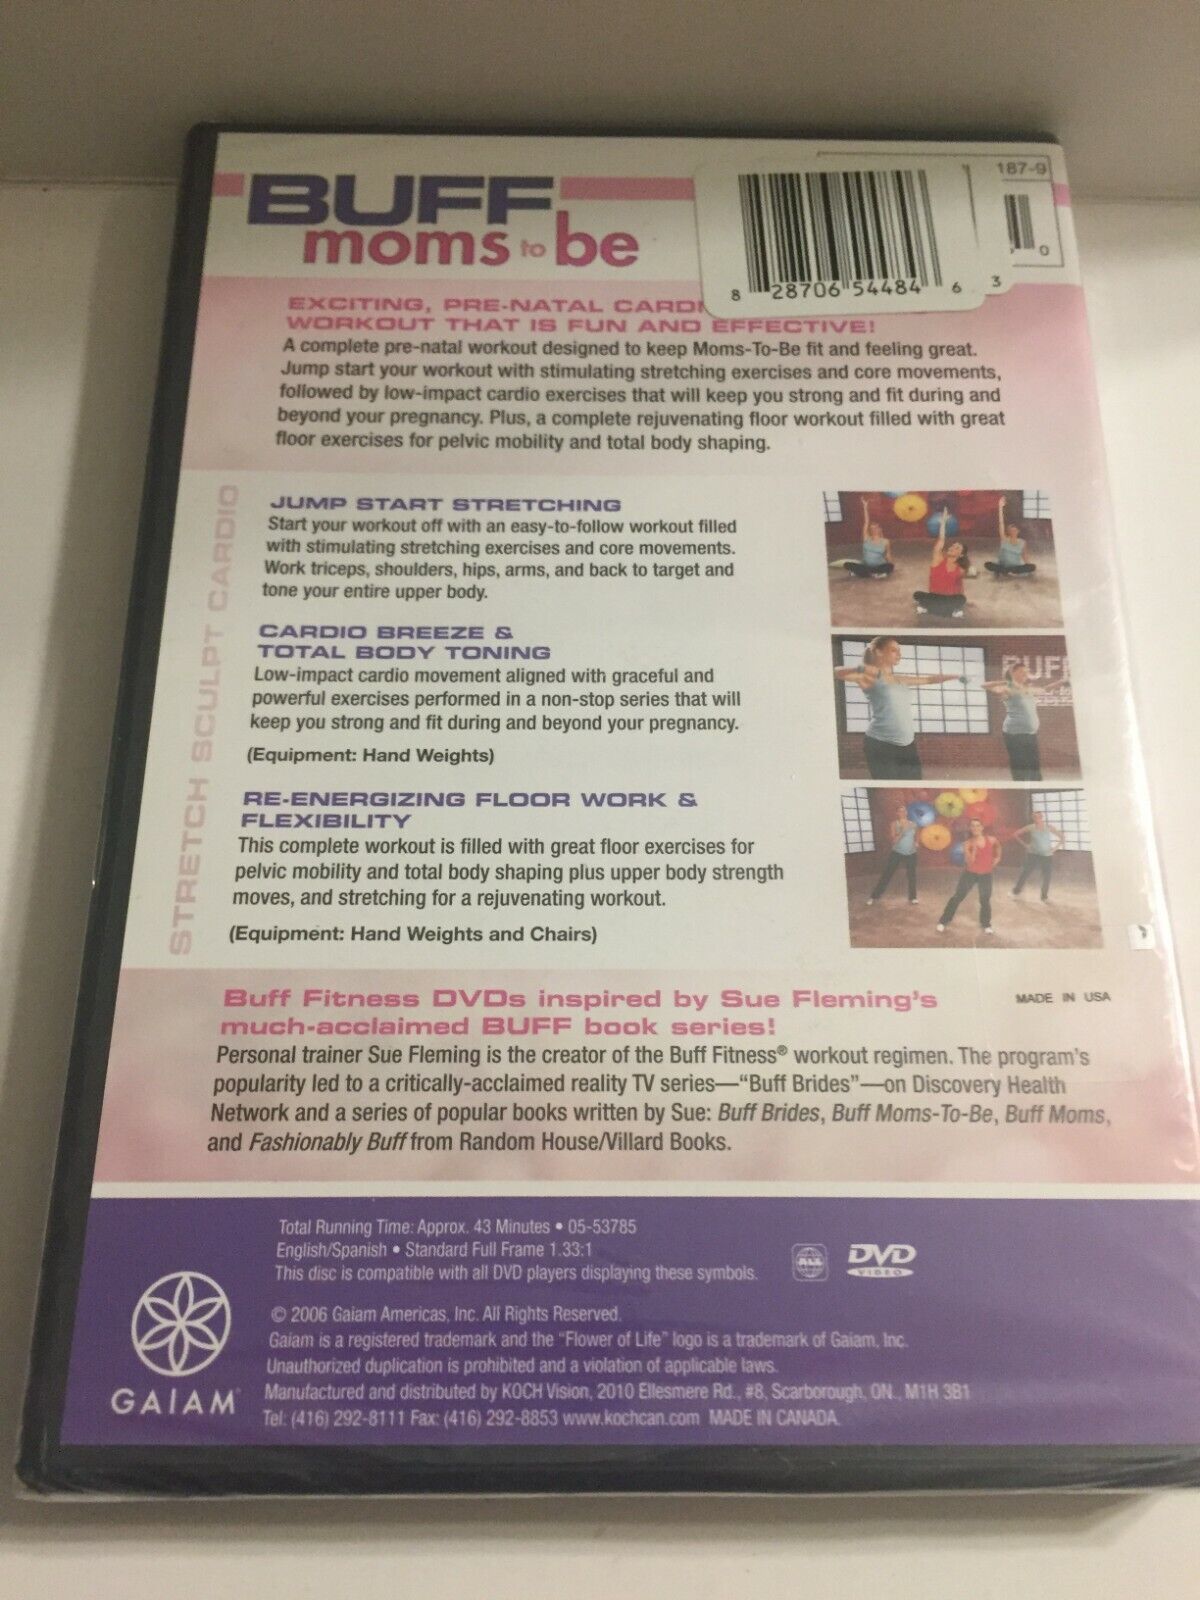 BUFF
moms to be
187-9
0
8 28706 54484 6 3
EXCITING, PRE-NATAL
WORKOUT THAT IS FUN AND EFFECTIVE!
A complete pre-natal workout designed to keep Moms-To-Be fit and feeling great.
Jump start your workout with stimulating stretching exercises and core movements,
followed by low-impact cardio exercises that will keep you strong and fit during and
beyond your pregnancy. Plus, a complete rejuvenating floor workout filled with great
floor exercises for pelvic mobility and total body shaping.
STRETCH SCULPT CARDIO
JUMP START STRETCHING
Start your workout off with an easy-to-follow workout filled
with stimulating stretching exercises and core movements.
Work triceps, shoulders, hips, arms, and back to target and
tone your entire upper body.
CARDIO BREEZE &
TOTAL BODY TONING
Low-impact cardio movement aligned with graceful and
powerful exercises performed in a non-stop series that will
keep you strong and fit during and beyond your pregnancy.
(Equipment: Hand Weights)
BUFF
RE-ENERGIZING FLOOR WORK &
FLEXIBILITY
This complete workout is filled with great floor exercises for
pelvic mobility and total body shaping plus upper body strength
moves, and stretching for a rejuvenating workout.
(Equipment: Hand Weights and Chairs)
Buff Fitness DVDs inspired by Sue Fleming's
much-acclaimed BUFF book series!
MADE IN USA
Personal trainer Sue Fleming is the creator of the Buff Fitness® workout regimen. The program's
popularity led to a critically-acclaimed reality TV series—"Buff Brides"—on Discovery Health
Network and a series of popular books written by Sue: Buff Brides, Buff Moms-To-Be, Buff Moms,
and Fashionably Buff from Random House/Villard Books.
Total Running Time: Approx. 43 Minutes • 05-53785
English/Spanish • Standard Full Frame 1.33:1
This disc is compatible with all DVD players displaying these symbols.
ALL
DVD
VIDEO
© 2006 Gaiam Americas, Inc. All Rights Reserved.
Gaiam is a registered trademark and the "Flower of Life" logo is a trademark of Gaiam, Inc.
Unauthorized duplication is prohibited and a violation of applicable laws.
Manufactured and distributed by KOCH Vision, 2010 Ellesmere Rd., #8, Scarborough, ON., M1H 3B1
Tel: (416) 292-8111 Fax: (416) 292-8853 www.kochcan.com MADE IN CANADA.
GAIAM